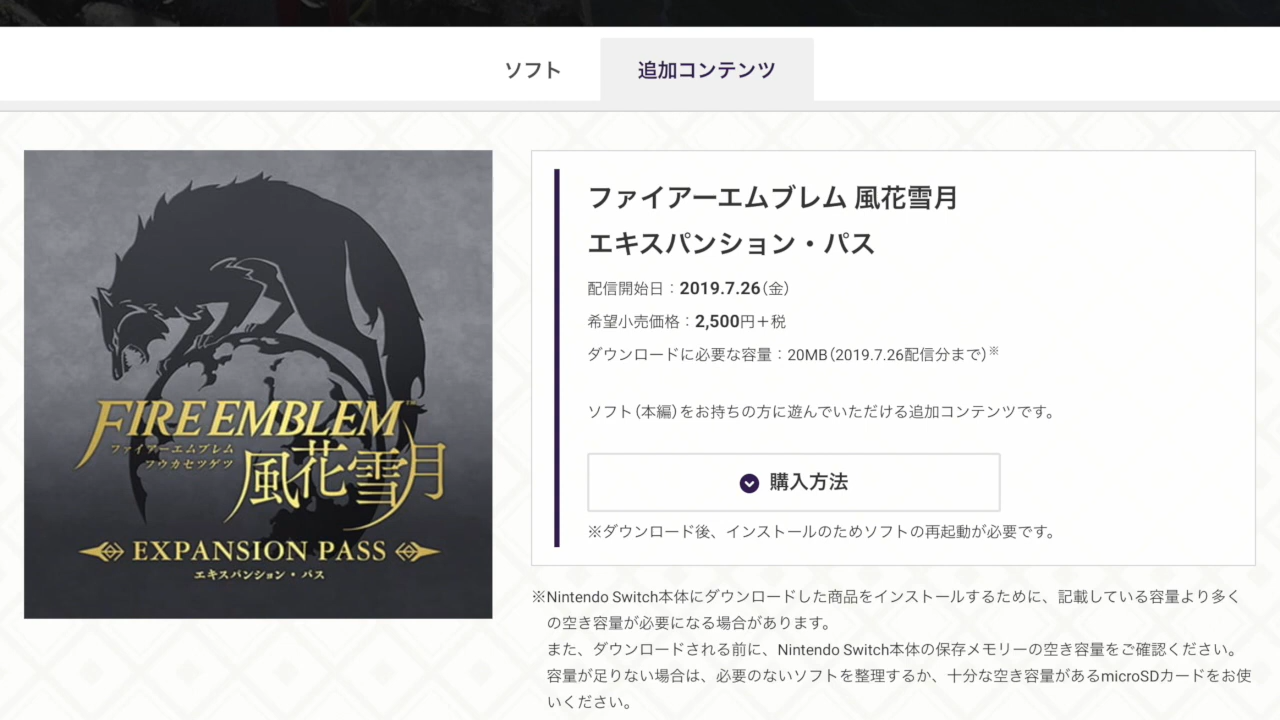 ソフト
追加コンテンツ
FIRE EMBLEM™
ファイアーエムブレム
フウカセツゲツ
風花雪月
EXPANSION PASS
エキスパンション・パス
ファイアーエムブレム 風花雪月
エキスパンション・パス
配信開始日：2019.7.26（金）
希望小売価格：2,500円＋税
ダウンロードに必要な容量：20MB（2019.7.26配信分まで）※
ソフト（本編）をお持ちの方に遊んでいただける追加コンテンツです。
購入方法
※ダウンロード後、インストールのためソフトの再起動が必要です。
※Nintendo Switch本体にダウンロードした商品をインストールするために、記載している容量より多く
の空き容量が必要になる場合があります。
また、ダウンロードされる前に、Nintendo Switch本体の保存メモリーの空き容量をご確認ください。
容量が足りない場合は、必要のないソフトを整理するか、十分な空き容量があるmicroSDカードをお使
いください。